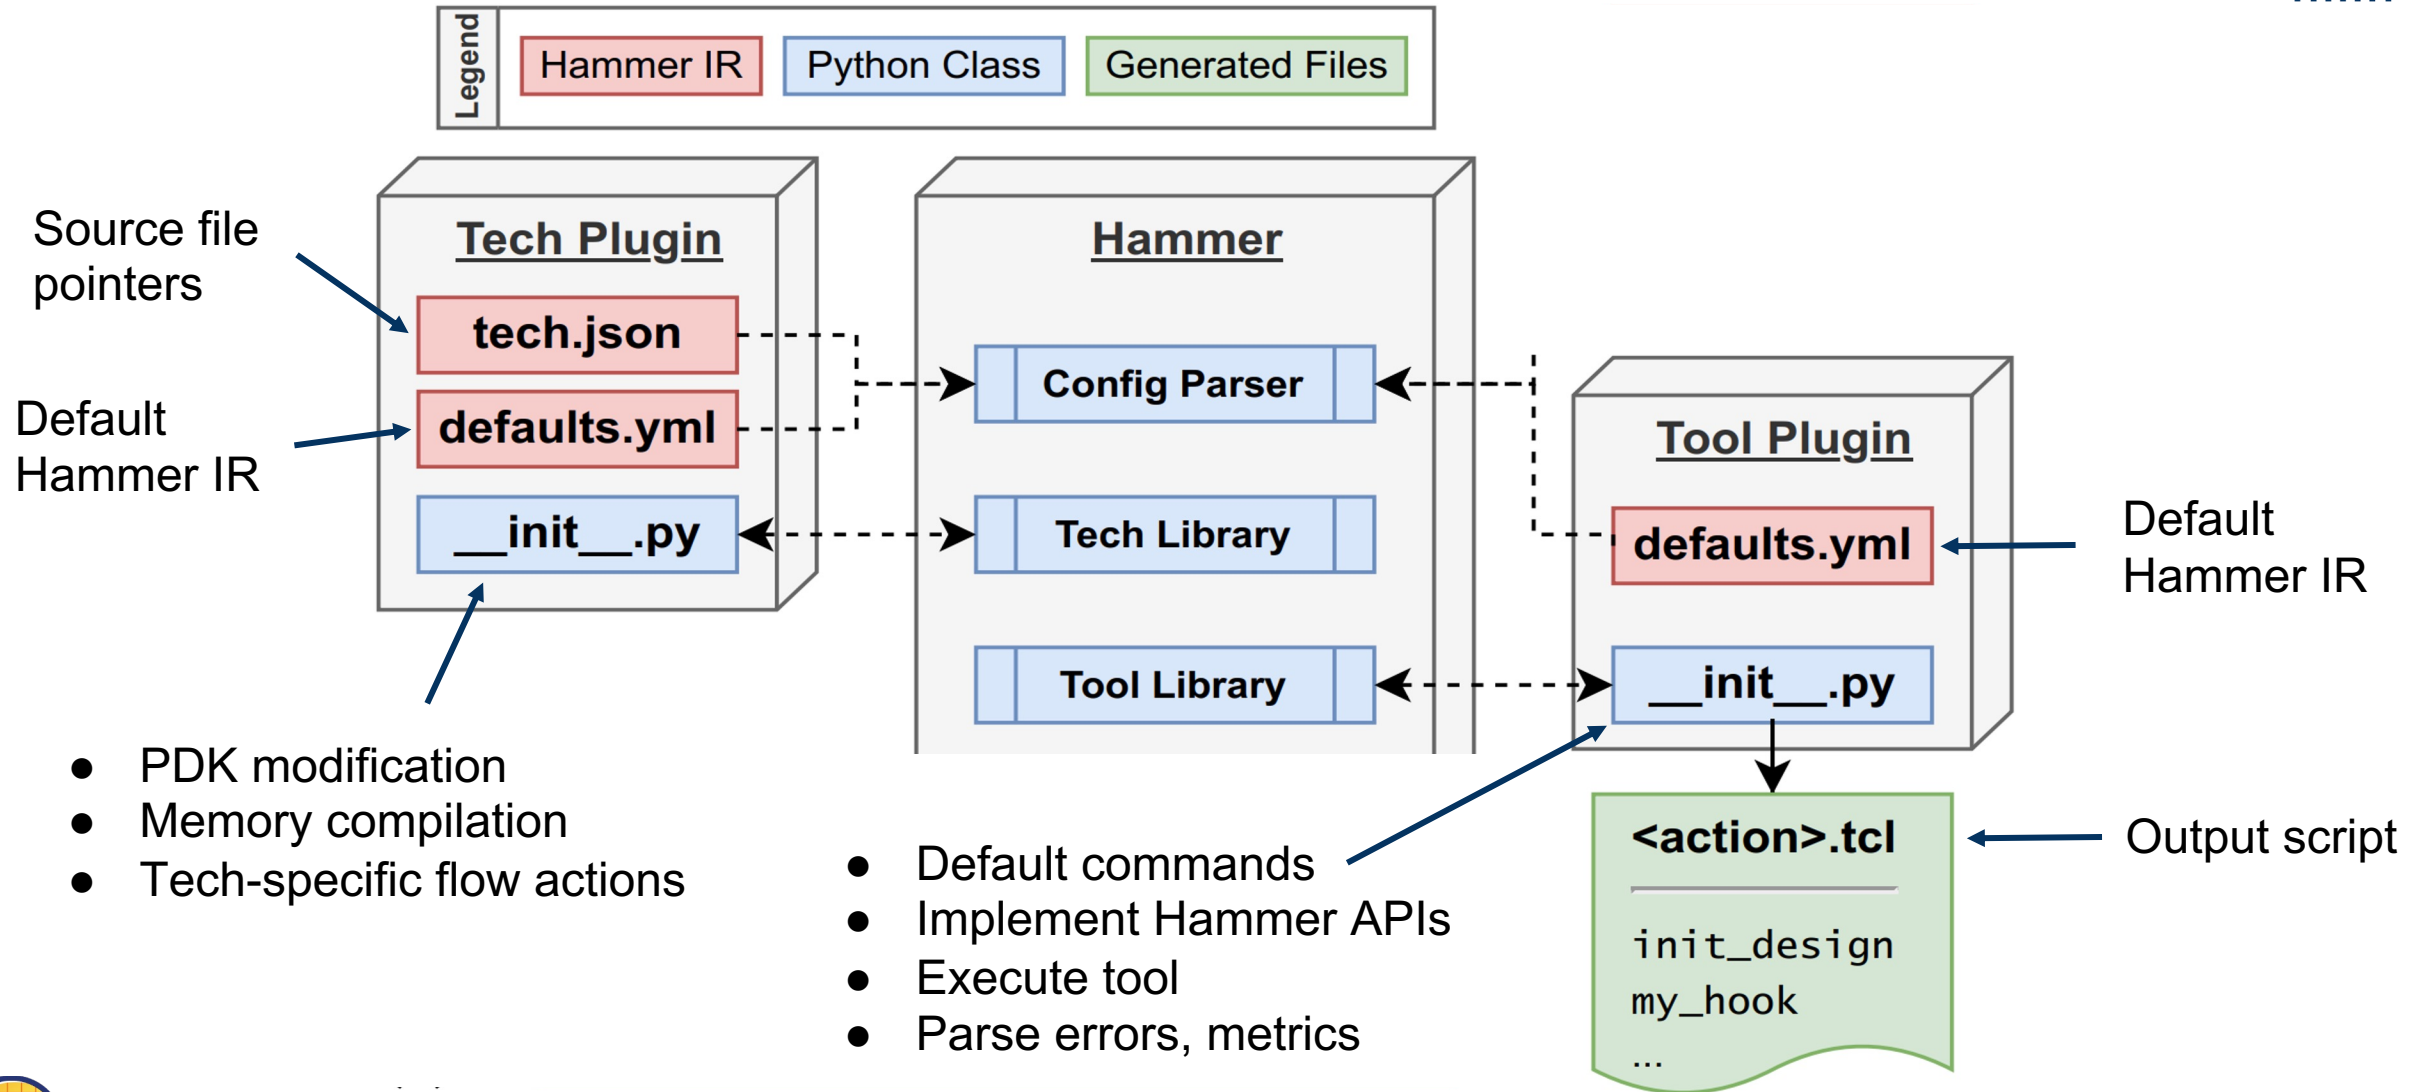 Legend
Hammer IR
Python Class
Generated Files
Source file
pointers
Default
Hammer IR
Tech Plugin
tech.json
defaults.yml
__init__.py
Hammer
Config Parser
Tech Library
Tool Library
Tool Plugin
defaults.yml
__init__.py
Default
Hammer IR
● PDK modification
● Memory compilation
● Tech-specific flow actions
● Default commands
● Implement Hammer APIs
● Execute tool
● Parse errors, metrics
<action>.tcl
init_design
my_hook
...
Output script